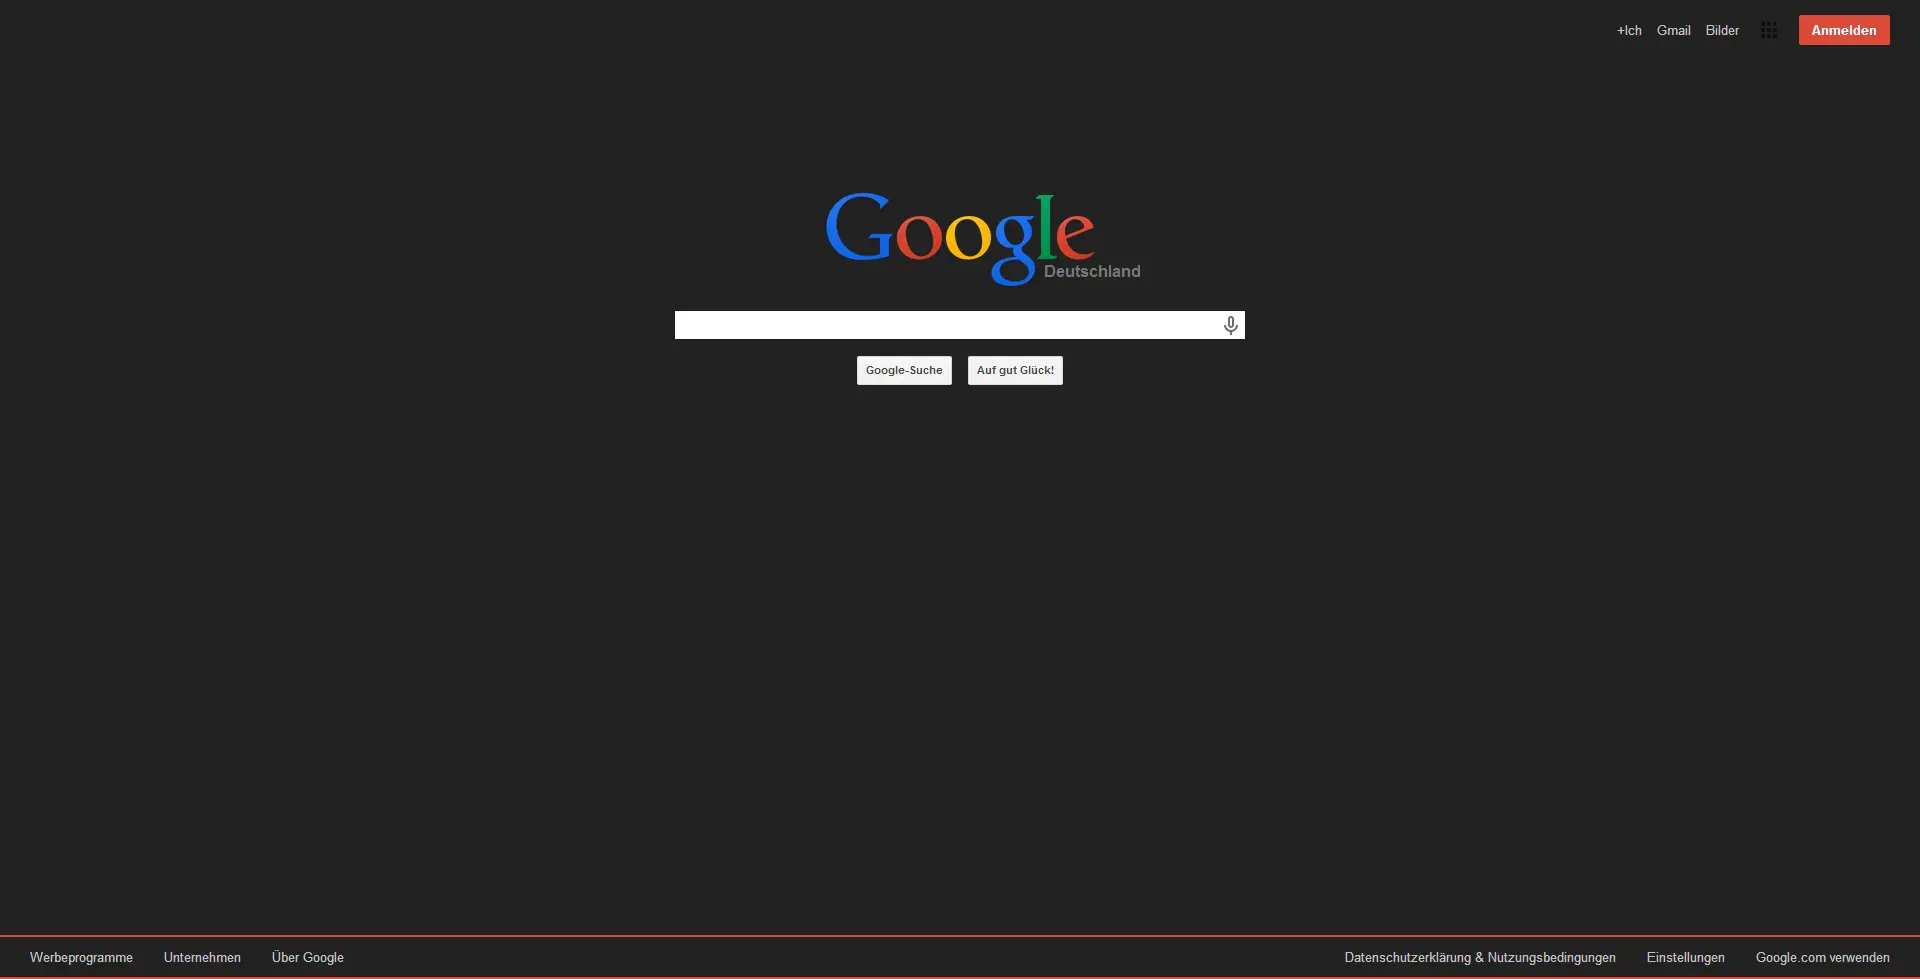 +Ich Gmail Bilder Anmelden
Google
Deutschland
Google-Suche Auf gut Glück!
Werbeprogramme Unternehmen Über Google Datenschutzerklärung & Nutzungsbedingungen Einstellungen Google.com verwenden